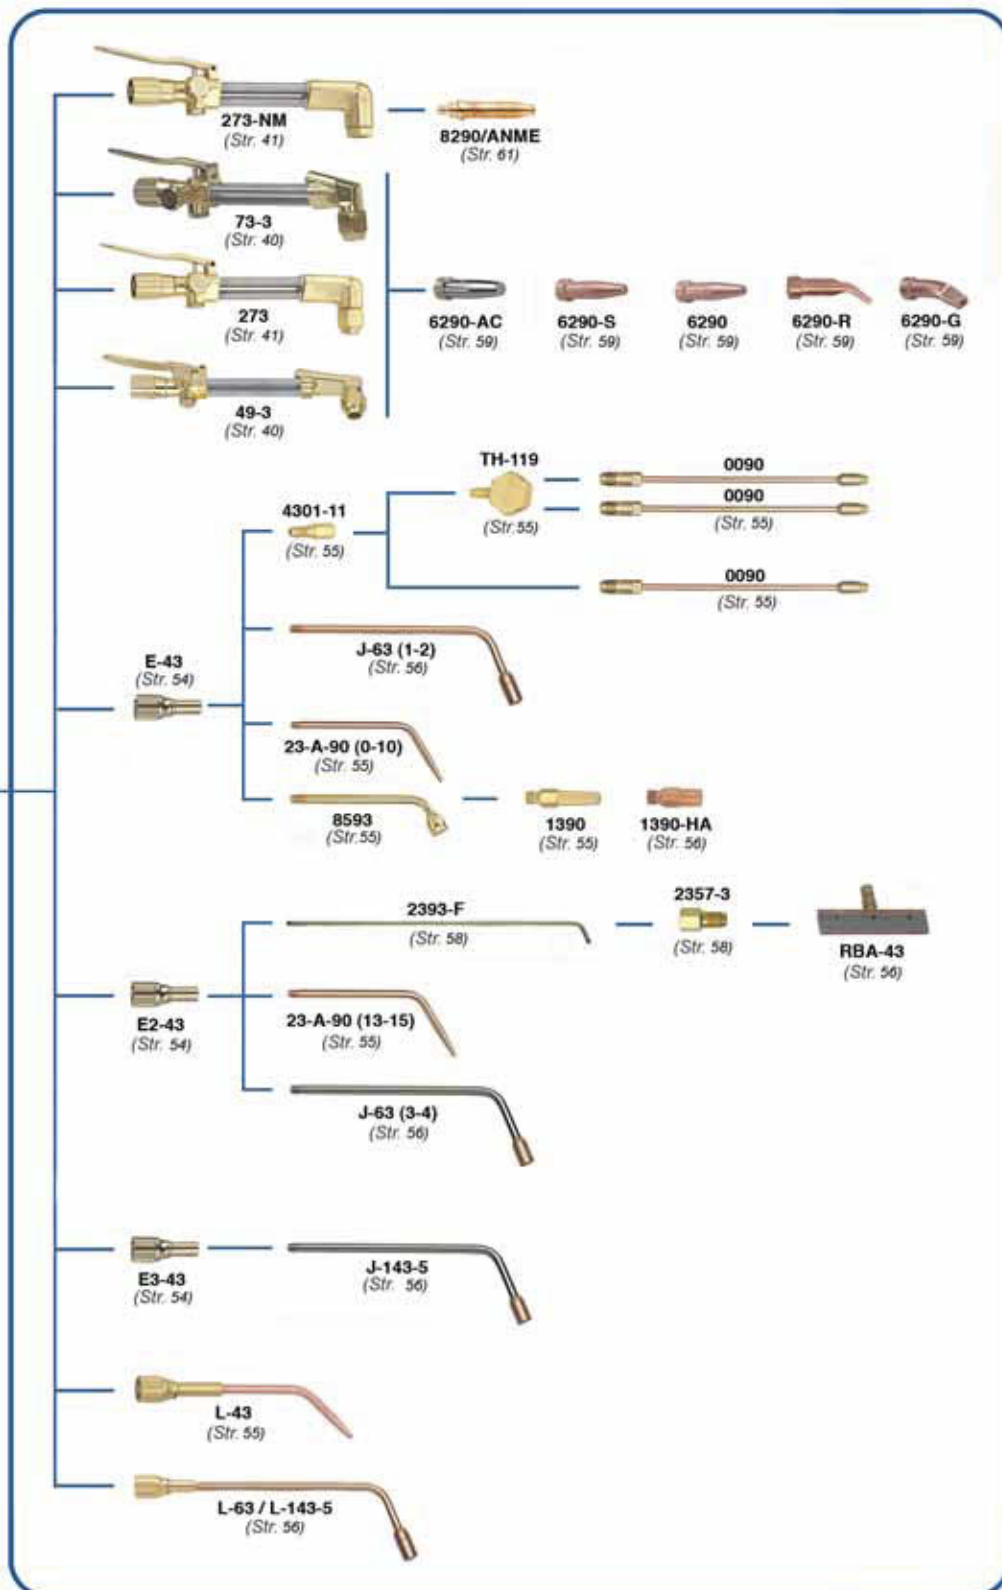 273-NM
(Str. 41)
8290/ANME
(Str. 61)
73-3
(Str. 40)
273
(Str. 41)
6290-AC
(Str. 59)
6290-S
(Str. 59)
6290
(Str. 59)
6290-R
(Str. 59)
6290-G
(Str. 59)
49-3
(Str. 40)
TH-119
(Str.55)
0090
0090
(Str. 55)
4301-11
(Str. 55)
0090
(Str. 55)
E-43
(Str. 54)
J-63 (1-2)
(Str. 56)
23-A-90 (0-10)
(Str. 55)
8593
(Str.55)
1390
(Str. 55)
1390-HA
(Str. 56)
2393-F
(Str. 58)
2357-3
(Str. 58)
RBA-43
(Str. 56)
E2-43
(Str. 54)
23-A-90 (13-15)
(Str. 55)
J-63 (3-4)
(Str. 56)
E3-43
(Str. 54)
J-143-5
(Str. 56)
L-43
(Str. 55)
L-63 / L-143-5
(Str. 56)